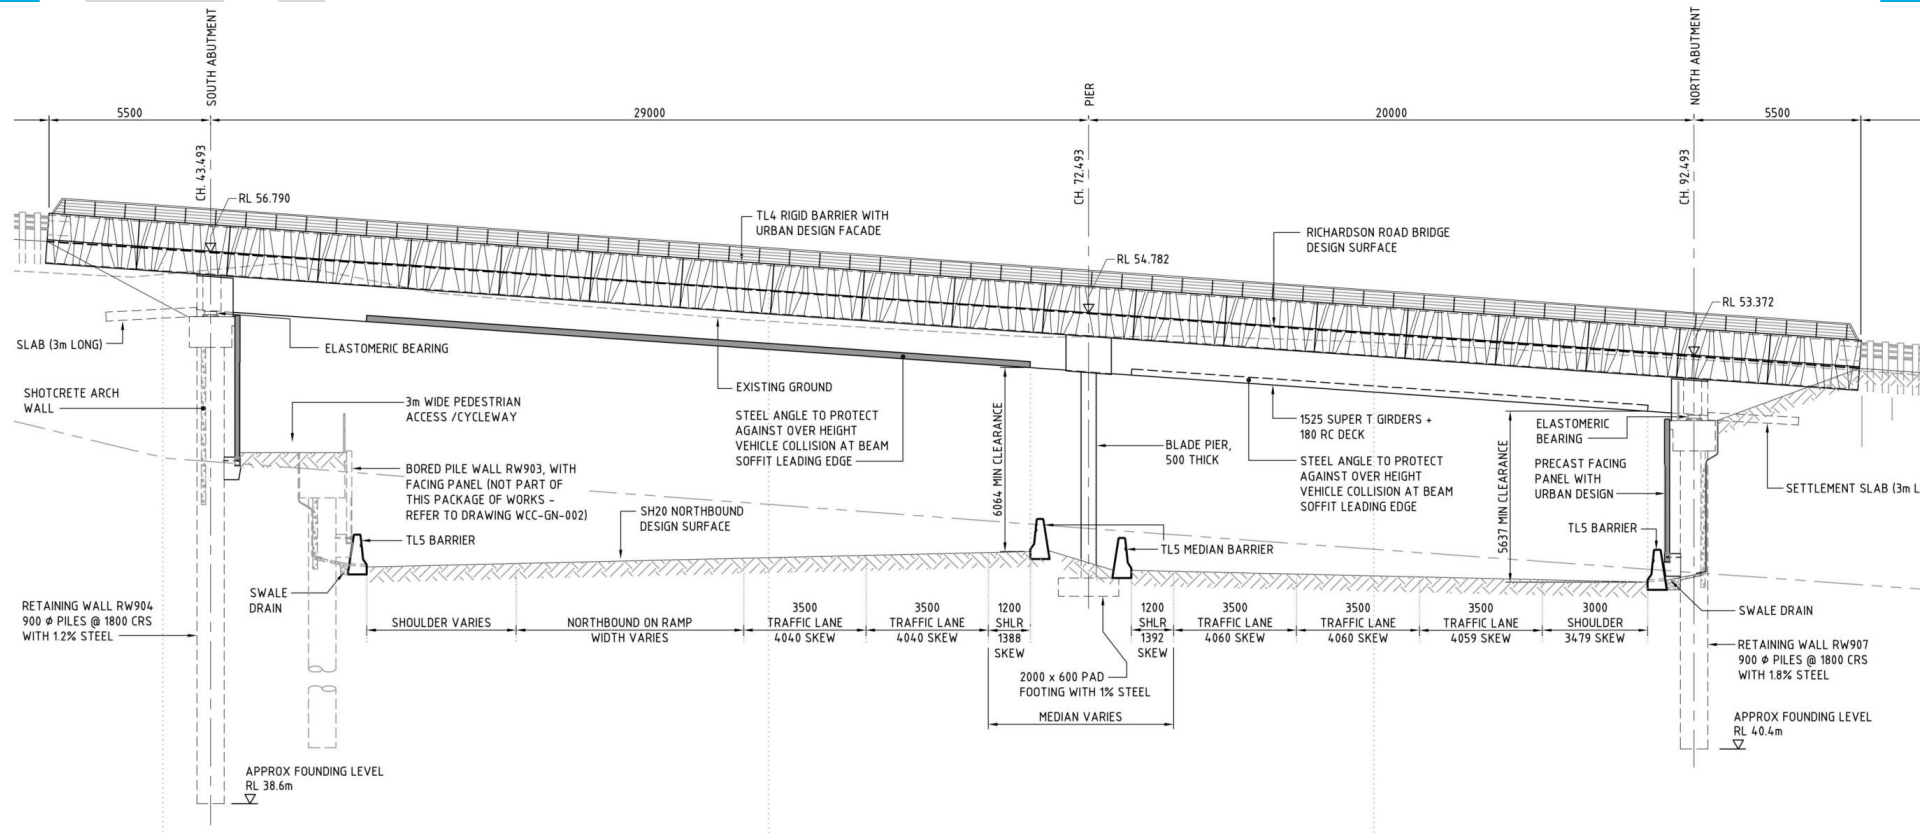 SOUTH ABUTMENT
PIER
NORTH ABUTMENT
5500
29000
20000
5500
CH. 43.493
CH. 72.493
CH. 92.493
RL 56.790
TL4 RIGID BARRIER WITH
URBAN DESIGN FACADE
RICHARDSON ROAD BRIDGE
DESIGN SURFACE
RL 54.782
RL 53.372
SLAB (3m LONG)
ELASTOMERIC BEARING
EXISTING GROUND
SHOTCRETE ARCH
WALL
3m WIDE PEDESTRIAN
ACCESS /CYCLEWAY
STEEL ANGLE TO PROTECT
AGAINST OVER HEIGHT
VEHICLE COLLISION AT BEAM
SOFFIT LEADING EDGE
6064 MIN CLEARANCE
BLADE PIER,
500 THICK
1525 SUPER T GIRDERS +
180 RC DECK
STEEL ANGLE TO PROTECT
AGAINST OVER HEIGHT
VEHICLE COLLISION AT BEAM
SOFFIT LEADING EDGE
5637 MIN CLEARANCE
ELASTOMERIC
BEARING
PRECAST FACING
PANEL WITH
URBAN DESIGN
SETTLEMENT SLAB (3m L
BORED PILE WALL RW903, WITH
FACING PANEL (NOT PART OF
THIS PACKAGE OF WORKS -
REFER TO DRAWING WCC-GN-002)
SH20 NORTHBOUND
DESIGN SURFACE
TL5 BARRIER
TL5 MEDIAN BARRIER
TL5 BARRIER
SWALE
DRAIN
RETAINING WALL RW904
900 ϕ PILES @ 1800 CRS
WITH 1.2% STEEL
SHOULDER VARIES
NORTHBOUND ON RAMP
WIDTH VARIES
3500
TRAFFIC LANE
4040 SKEW
3500
TRAFFIC LANE
4040 SKEW
1200
SHLR
1388
SKEW
1200
SHLR
1392
SKEW
3500
TRAFFIC LANE
4060 SKEW
3500
TRAFFIC LANE
4060 SKEW
3500
TRAFFIC LANE
4059 SKEW
3000
SHOULDER
3479 SKEW
SWALE DRAIN
RETAINING WALL RW907
900 ϕ PILES @ 1800 CRS
WITH 1.8% STEEL
2000 x 600 PAD
FOOTING WITH 1% STEEL
MEDIAN VARIES
APPROX FOUNDING LEVEL
RL 40.4m
APPROX FOUNDING LEVEL
RL 38.6m